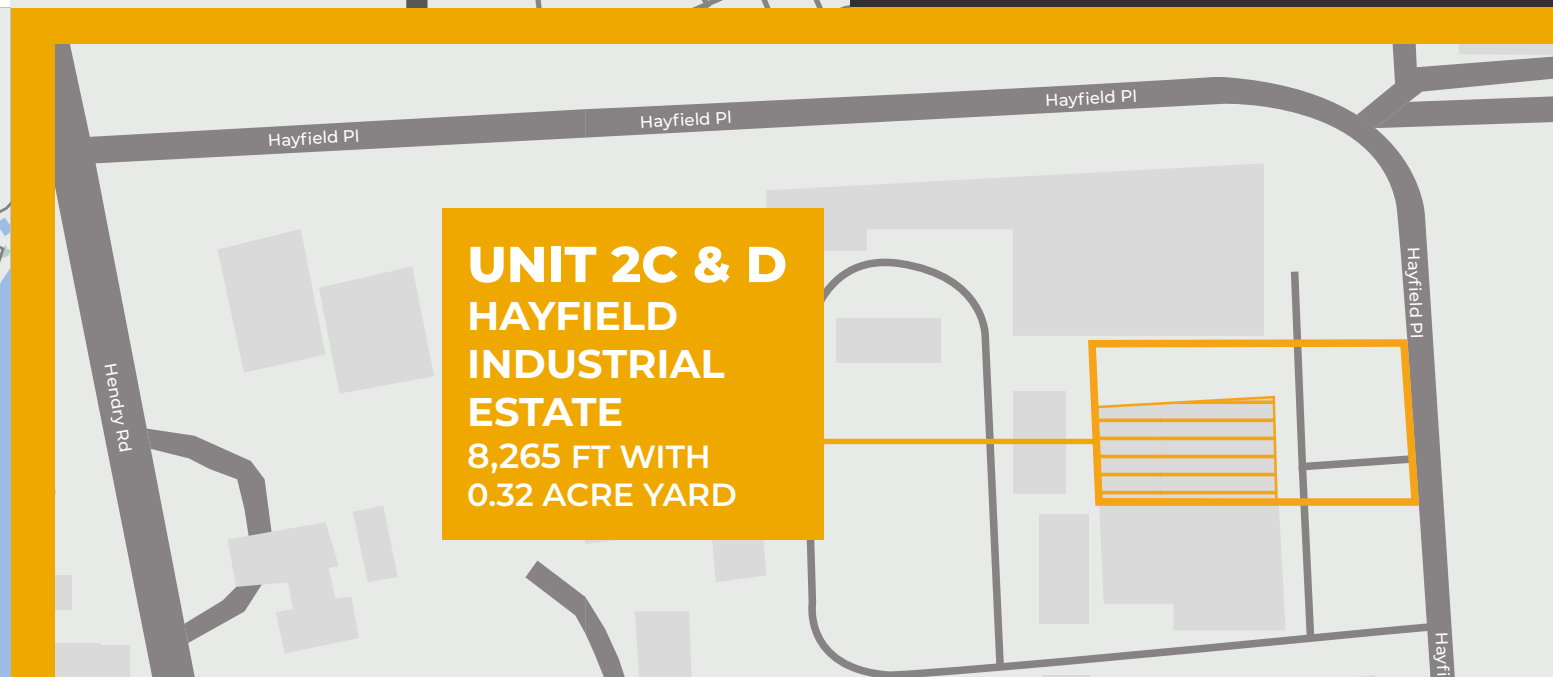 Hayfield Pl
Hayfield Pl
Hayfield Pl
UNIT 2C & D
HAYFIELD
INDUSTRIAL
ESTATE
8,265 FT WITH
0.32 ACRE YARD
Hayfield Pl
Hendry Rd
Hayfi